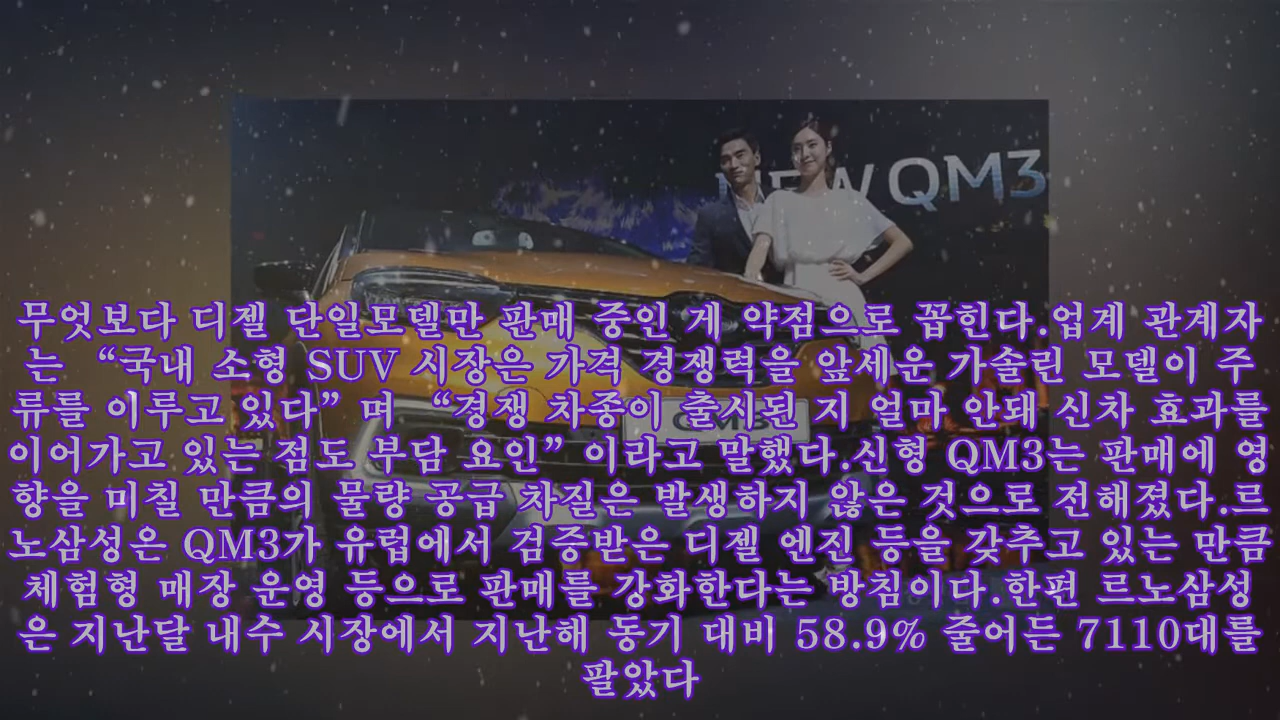 NEW QM3
무엇보다 디젤 단일모델만 판매 중인 게 약점으로 꼽힌다.업계 관계자
는 “국내 소형 SUV 시장은 가격 경쟁력을 앞세운 가솔린 모델이 주
류를 이루고 있다” 며 “경쟁 차종이 출시된 지 얼마 안돼 신차 효과를
이어가고 있는 점도 부담 요인” 이라고 말했다.신형 QM3는 판매에 영
향을 미칠 만큼의 물량 공급 차질은 발생하지 않은 것으로 전해졌다.르
노삼성은 QM3가 유럽에서 검증받은 디젤 엔진 등을 갖추고 있는 만큼
체험형 매장 운영 등으로 판매를 강화한다는 방침이다.한편 르노삼성
은 지난달 내수 시장에서 지난해 동기 대비 58.9% 줄어든 7110대를
팔았다
QM3